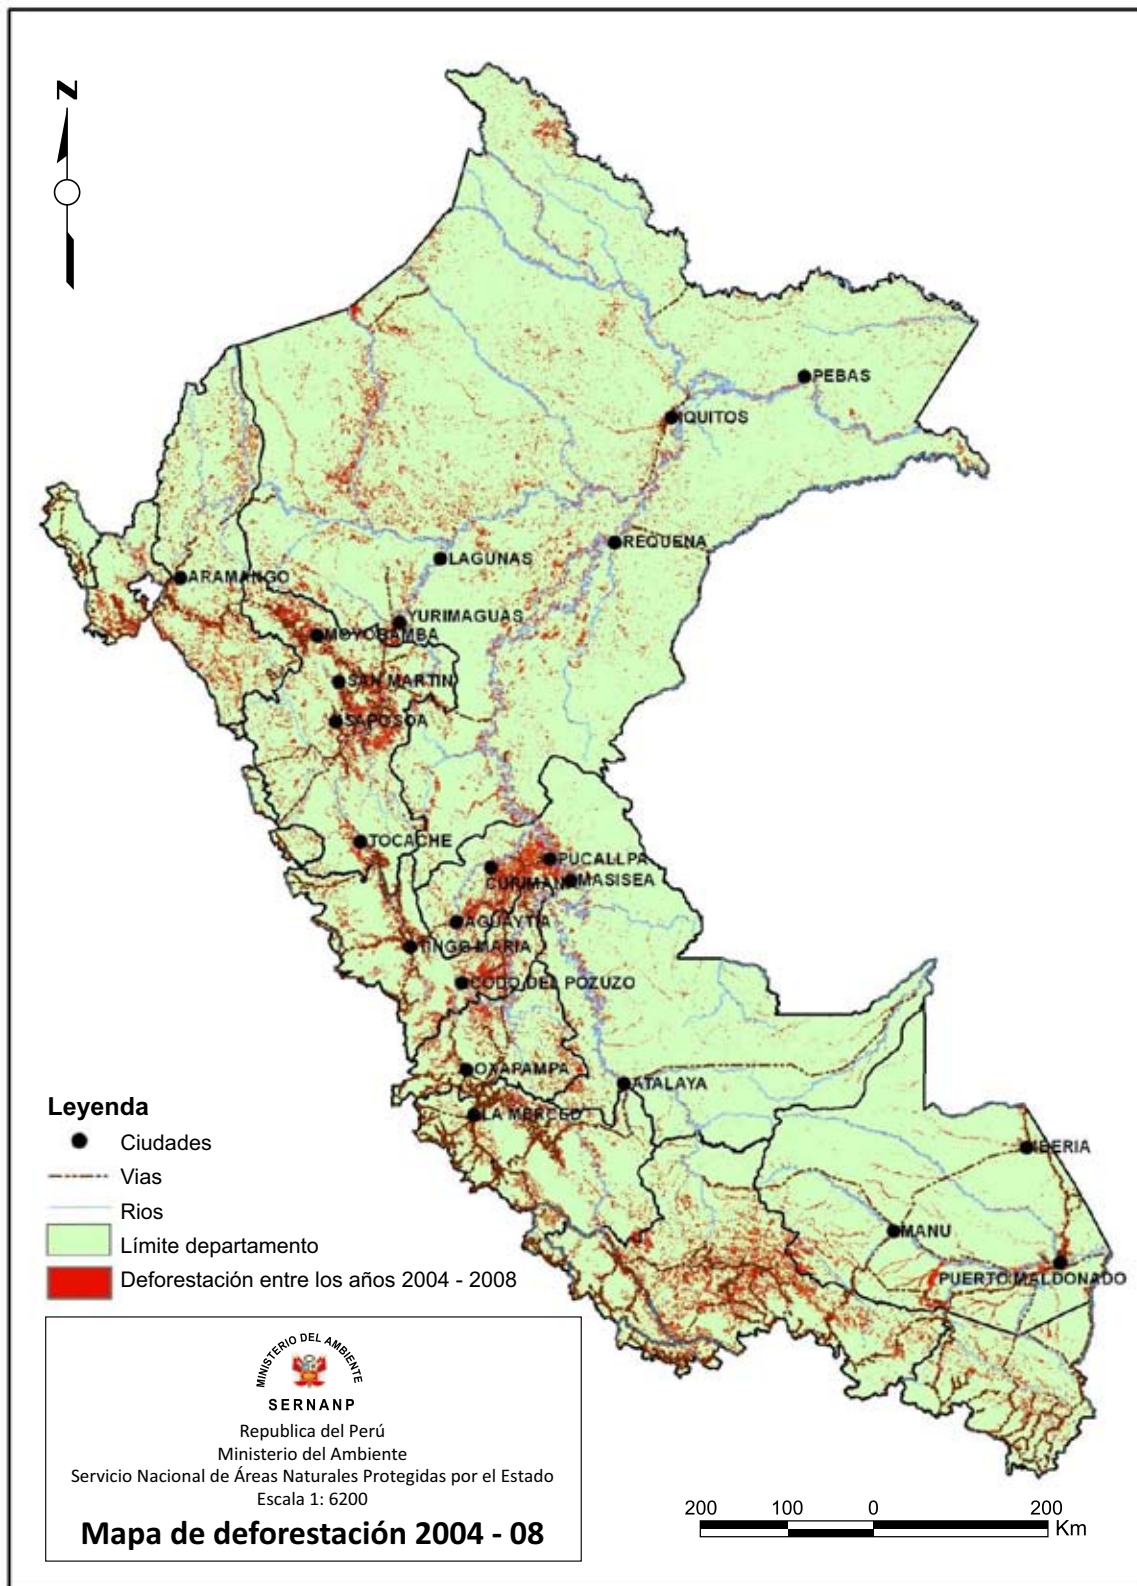 N
PEBAS
IQUITOS
REQUENA
LAGUNAS
ARAMANGO
YURIMAGUAS
MOYOBAMBA
SAN MARTIN
SAPOSOA
TOCACHE
PUCALLPA
CURIMAN
MASISEA
AGUAYTIA
TINGO MARIA
CODO DEL POZUZO
OXAPAMPA
ATALAYA
LA MERCED
IBERIA
MANU
PUERTO MALDONADO
Leyenda
Ciudades
Vias
Rios
Límite departamento
Deforestación entre los años 2004 - 2008
MINISTERIO DEL AMBIENTE
SERNANP
Republica del Perú
Ministerio del Ambiente
Servicio Nacional de Áreas Naturales Protegidas por el Estado
Escala 1: 6200
Mapa de deforestación 2004 - 08
200 100 0 200
Km